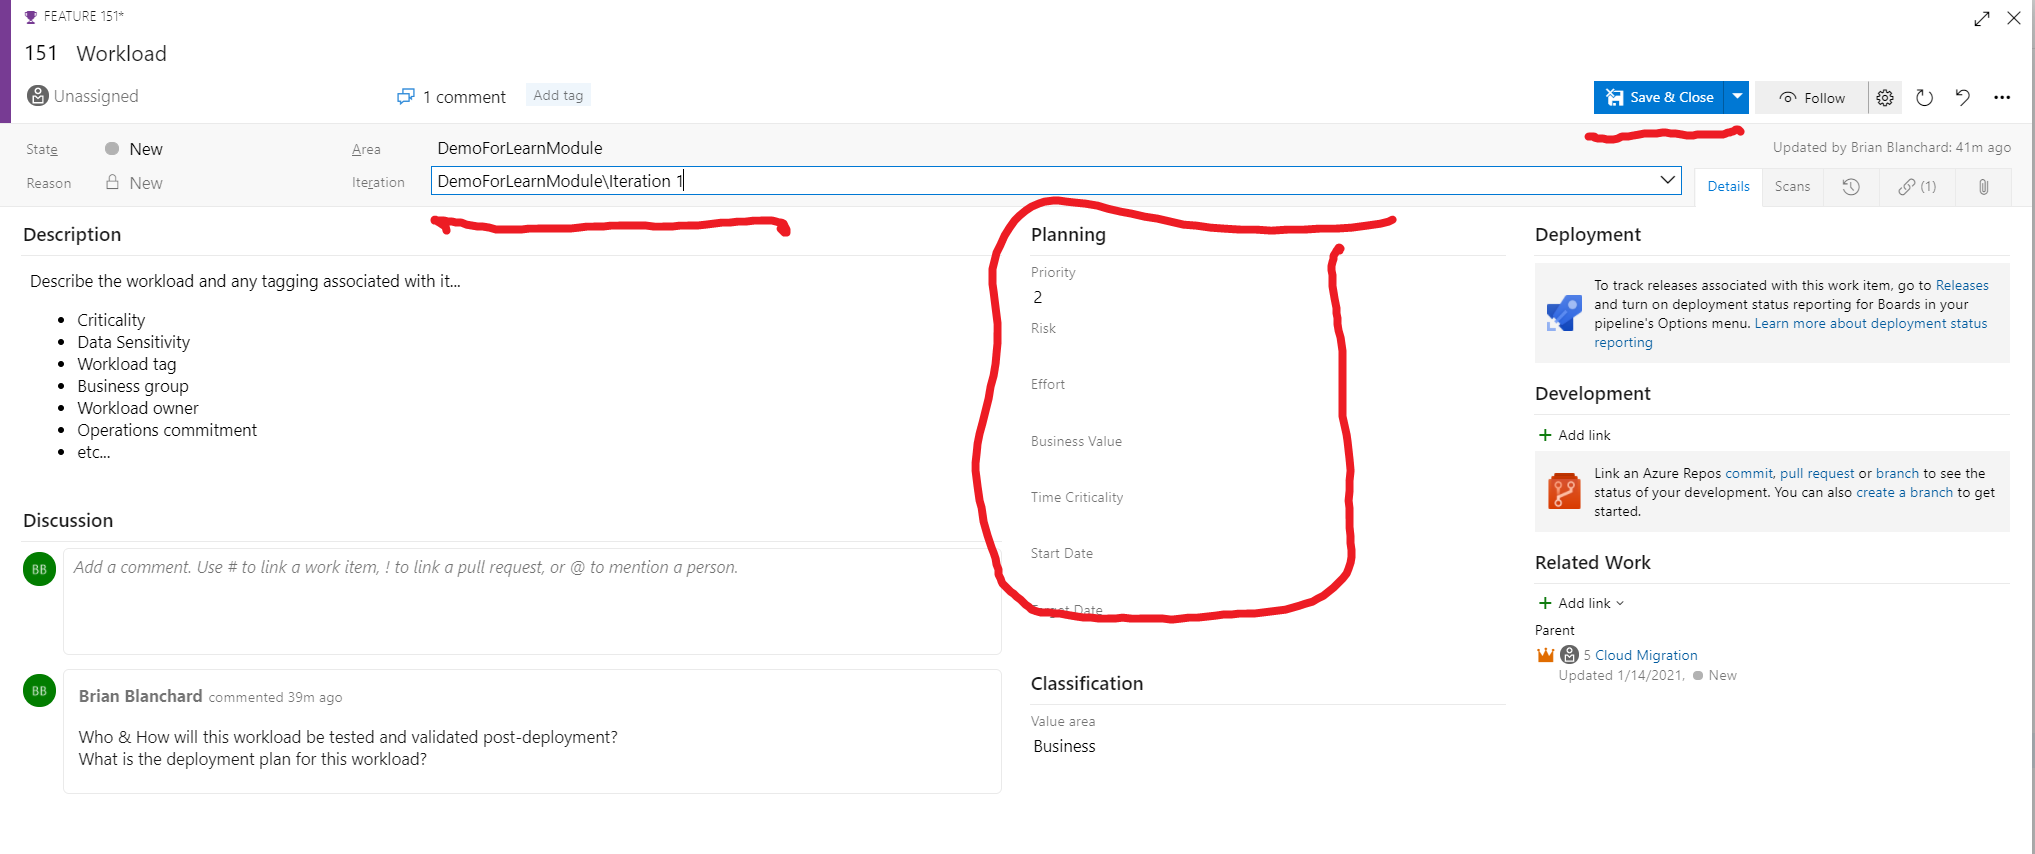 FEATURE 151*
151 Workload
Unassigned
1 comment
Add tag
Save & Close
Follow
State
New
Area
DemoForLearnModule
Updated by Brian Blanchard: 41m ago
Reason
New
Iteration
DemoForLearnModule\Iteration 1
Details
Scans
(1)
Description
Describe the workload and any tagging associated with it...
Criticality
Data Sensitivity
Workload tag
Business group
Workload owner
Operations commitment
etc...
Discussion
BB
Add a comment. Use # to link a work item, ! to link a pull request, or @ to mention a person.
BB
Brian Blanchard commented 39m ago
Who & How will this workload be tested and validated post-deployment?
What is the deployment plan for this workload?
Planning
Priority
2
Risk
Effort
Business Value
Time Criticality
Start Date
Target Date
Classification
Value area
Business
Deployment
To track releases associated with this work item, go to Releases
and turn on deployment status reporting for Boards in your
pipeline's Options menu. Learn more about deployment status
reporting
Development
Add link
Link an Azure Repos commit, pull request or branch to see the
status of your development. You can also create a branch to get
started.
Related Work
Add link
Parent
5 Cloud Migration
Updated 1/14/2021, New